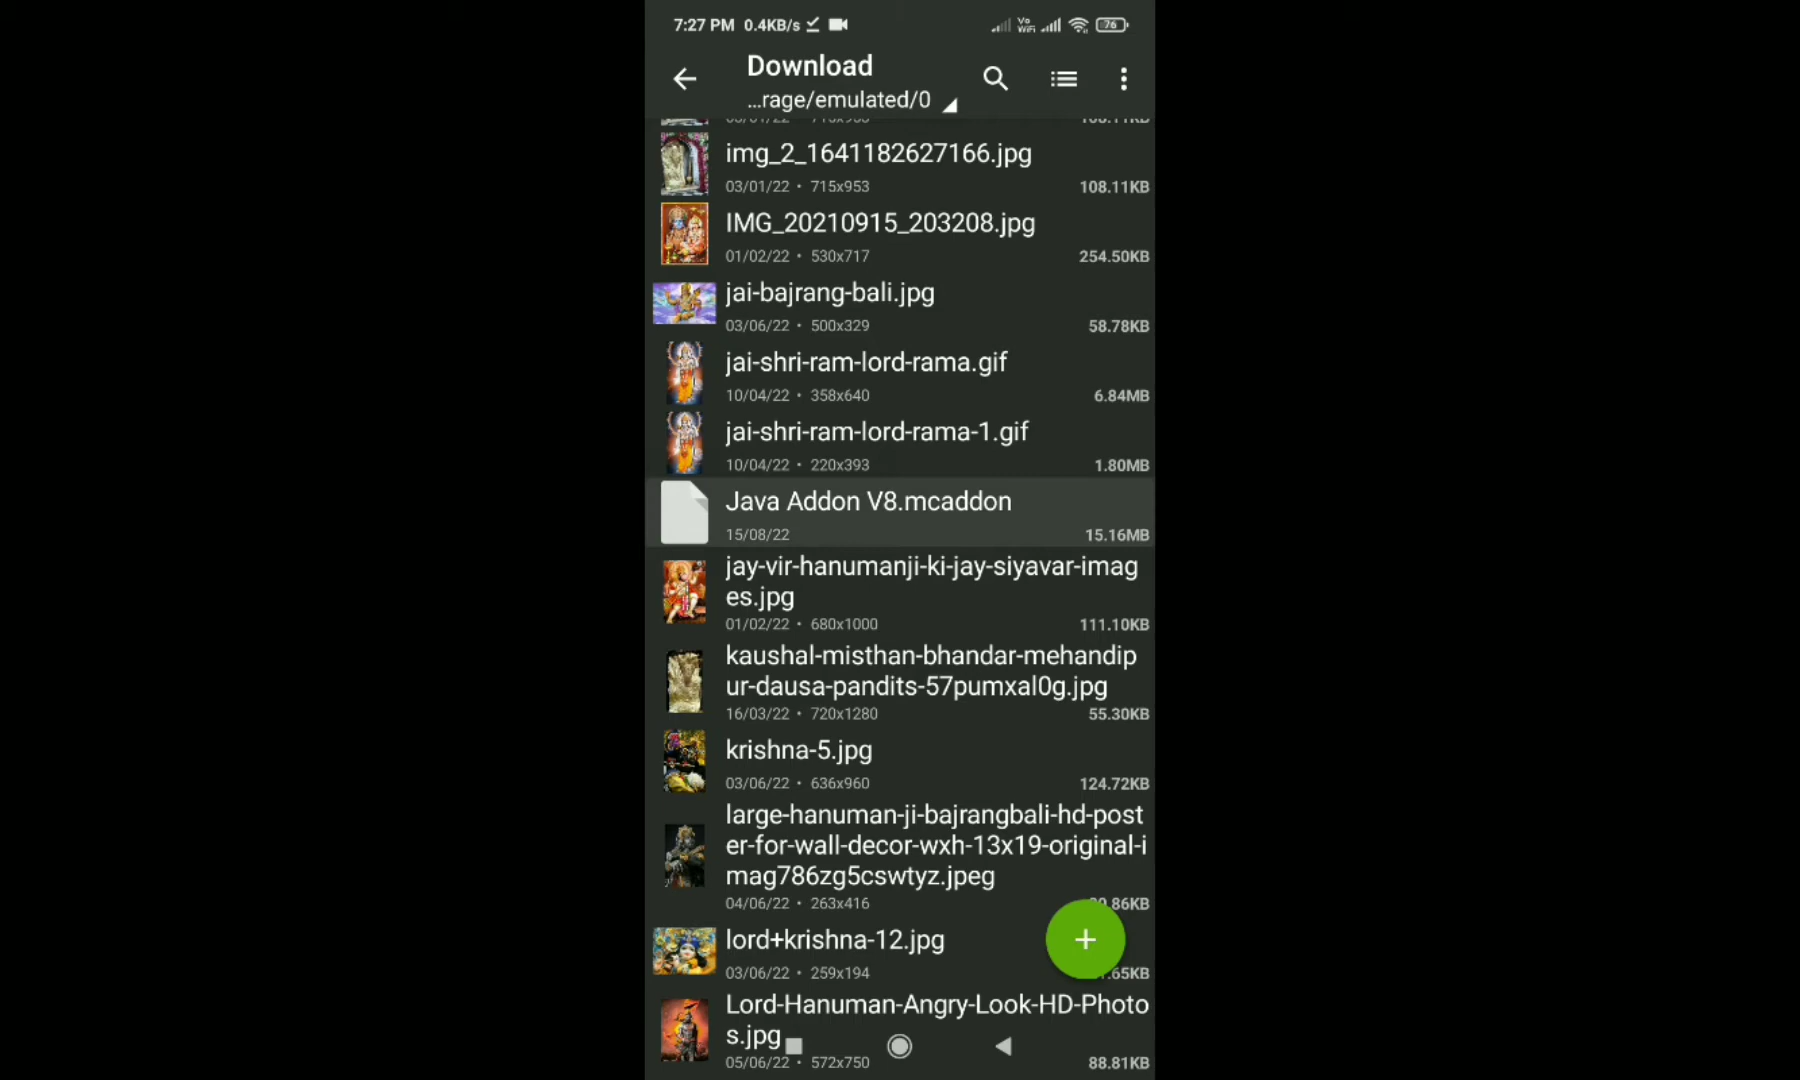 7:27 PM 0.4KB/s
Vo
WiFi
76
Download
...rage/emulated/0
img_2_1641182627166.jpg
03/01/22 • 715x953 108.11KB
IMG_20210915_203208.jpg
01/02/22 • 530x717 254.50KB
jai-bajrang-bali.jpg
03/06/22 • 500x329 58.78KB
jai-shri-ram-lord-rama.gif
10/04/22 • 358x640 6.84MB
jai-shri-ram-lord-rama-1.gif
10/04/22 • 220x393 1.80MB
Java Addon V8.mcaddon
15/08/22 15.16MB
jay-vir-hanumanji-ki-jay-siyavar-imag
es.jpg
01/02/22 • 680x1000 111.10KB
kaushal-misthan-bhandar-mehandip
ur-dausa-pandits-57pumxal0g.jpg
16/03/22 • 720x1280 55.30KB
krishna-5.jpg
03/06/22 • 636x960 124.72KB
large-hanuman-ji-bajrangbali-hd-post
er-for-wall-decor-wxh-13x19-original-i
mag786zg5cswtyz.jpeg
04/06/22 • 263x416
lord+krishna-12.jpg
03/06/22 • 259x194
Lord-Hanuman-Angry-Look-HD-Photo
s.jpg
05/06/22 • 572x750 88.81KB